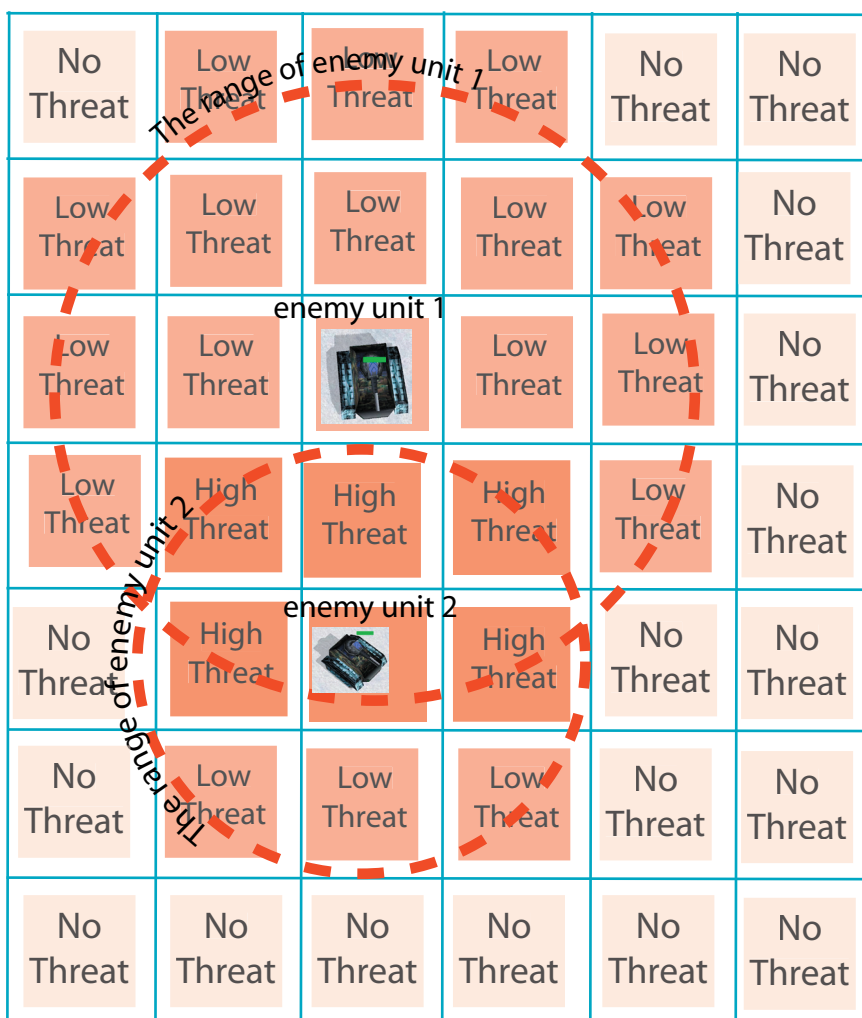 The range of enemy unit 1
No Low Low Low No No
Threat Threat Threat Threat Threat Threat
Low Low Low Low Low No
Threat Threat Threat Threat Threat Threat
enemy unit 1
Low Low Low Low No
Threat Threat Threat Threat Threat
The range of enemy unit 2
Low High High High Low No
Threat Threat Threat Threat Threat Threat
enemy unit 2
No High High No No
Threat Threat Threat Threat Threat
No Low Low Low No No
Threat Threat Threat Threat Threat Threat
No No No No No No
Threat Threat Threat Threat Threat Threat